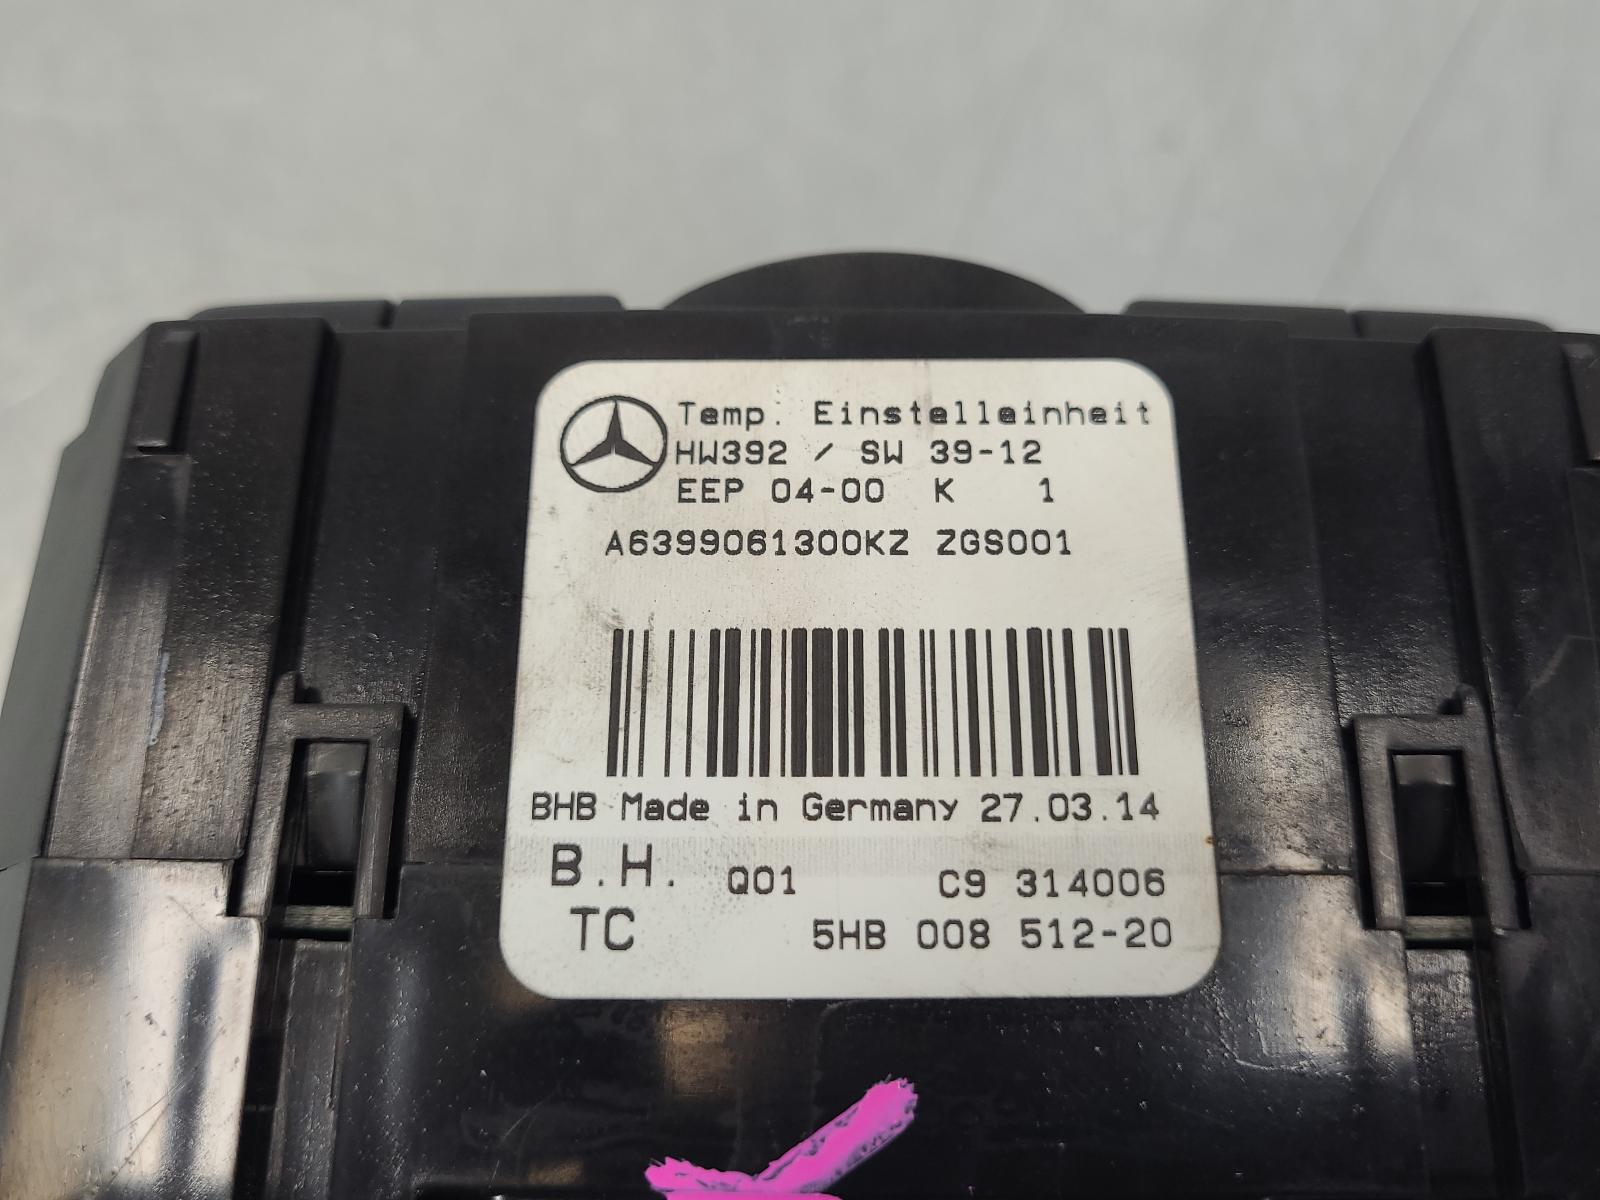 Temp. Einstelleinheit
HW392 / SW 39-12
EEP 04-00 K 1
A6399061300KZ ZGS001
BHB Made in Germany 27.03.14
B.H. Q01 C9 314006
TC 5HB 008 512-20